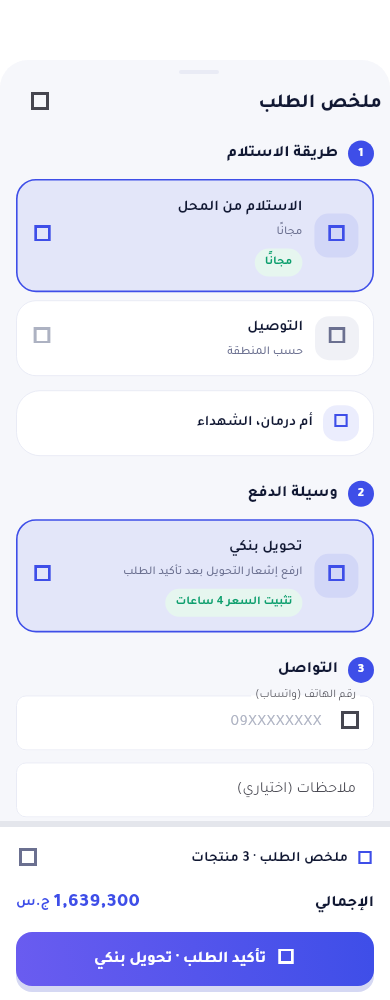 ملخص الطلب
1 طريقة الاستلام
الاستلام من المحل
مجانًا
مجانًا
التوصيل
حسب المنطقة
أم درمان، الشهداء
2 وسيلة الدفع
تحويل بنكي
ارفع إشعار التحويل بعد تأكيد الطلب
تثبيت السعر 4 ساعات
3 التواصل
رقم الهاتف (واتساب)
09XXXXXXXX
ملاحظات (اختياري)
ملخص الطلب · 3 منتجات
الإجمالي 1,639,300 ج.س
تأكيد الطلب · تحويل بنكي